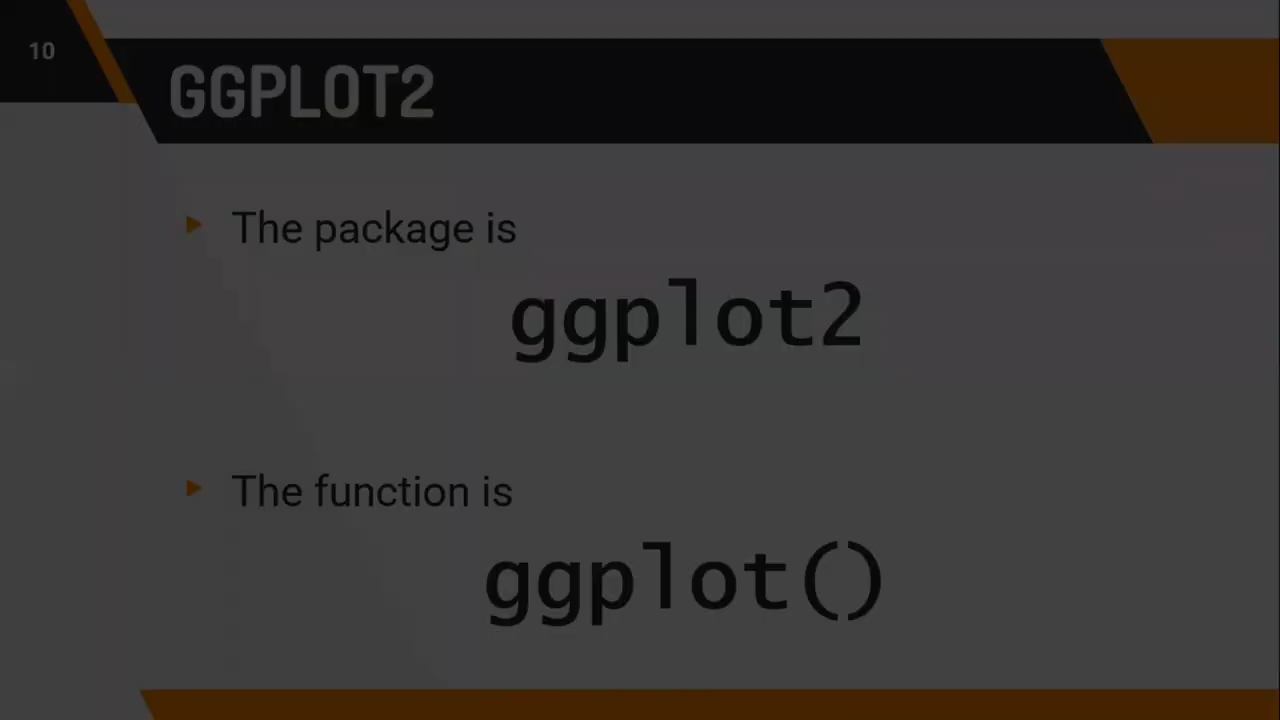 10
GGPLOT2
The package is
ggplot2
The function is
ggplot()